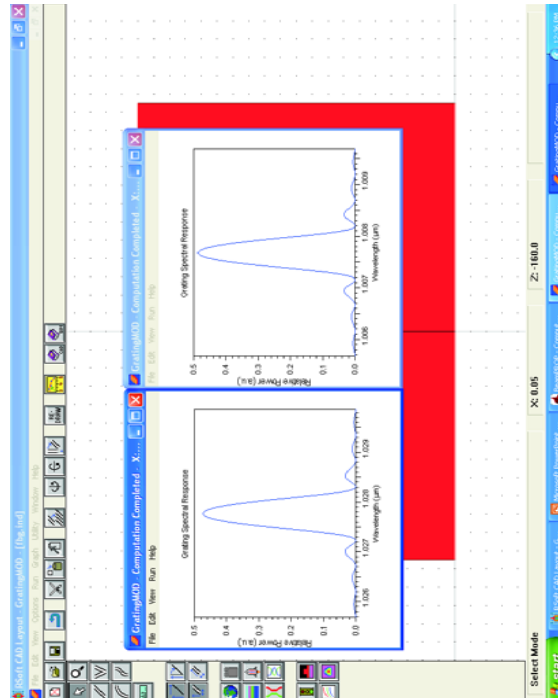 RSoft CAD Layout - GratingMOD - [fbg.ind]
File Edit View Options Run Graph Utility Window Help
GratingMOD - Computation Completed - X:...
File Edit View Run Help
Grating Spectral Response
Relative Power (a.u.)
0.5
0.4
0.3
0.2
0.1
0.0
1.026
1.027
1.028
1.029
Wavelength (µm)
GratingMOD - Computation Completed - X:...
File Edit View Run Help
Grating Spectral Response
Relative Power (a.u.)
0.5
0.4
0.3
0.2
0.1
0.0
1.006
1.007
1.008
1.009
Wavelength (µm)
Select Mode
X: 0.05
Z: -160.0
start